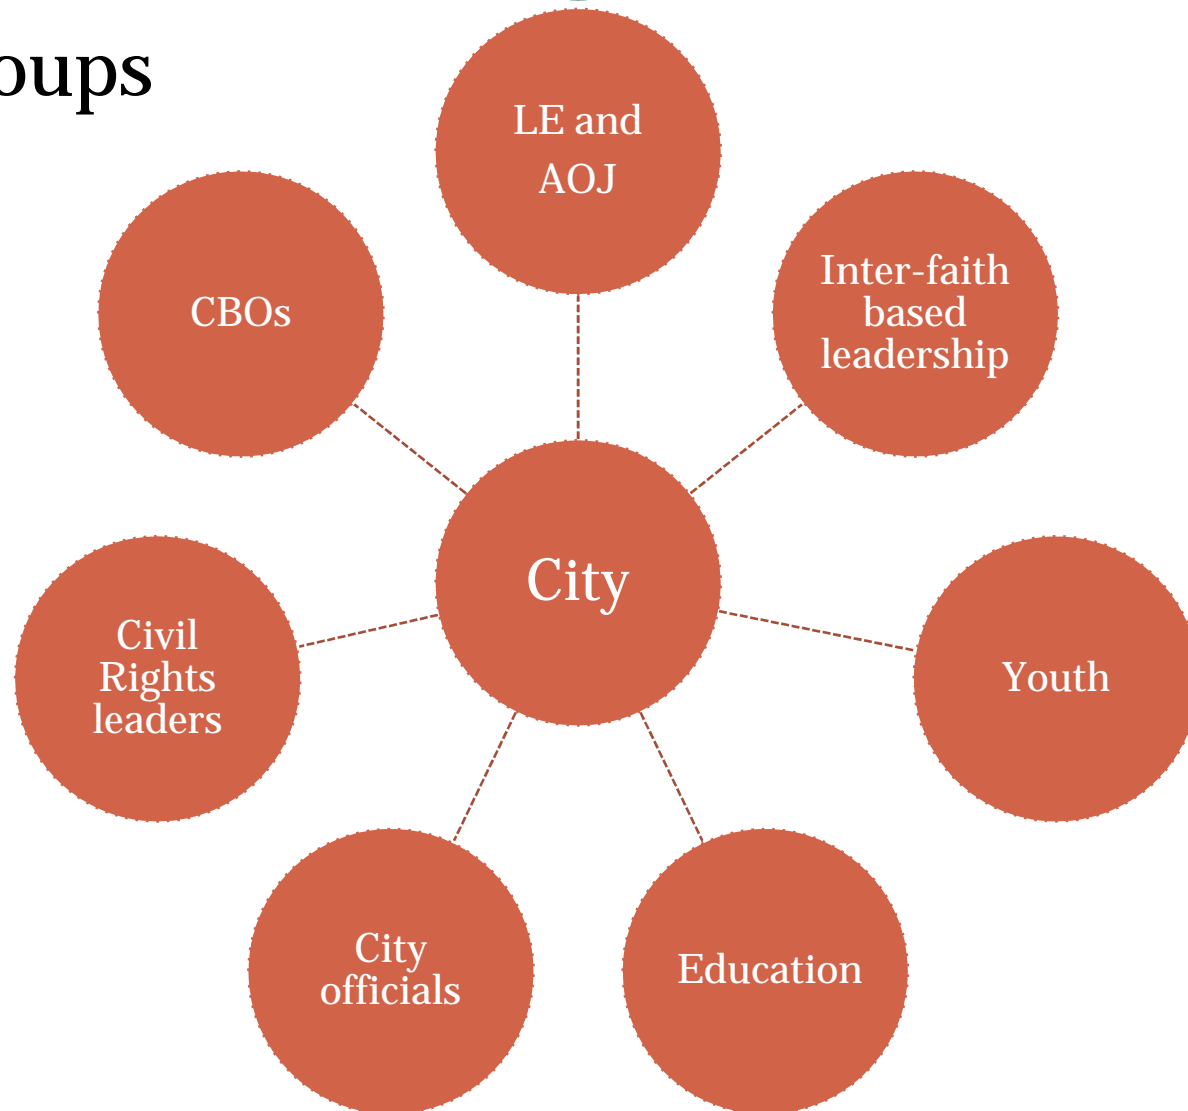 oups
LE and
AOJ
Inter-faith
based
leadership
CBOs
City
Civil
Rights
leaders
Youth
City
officials
Education